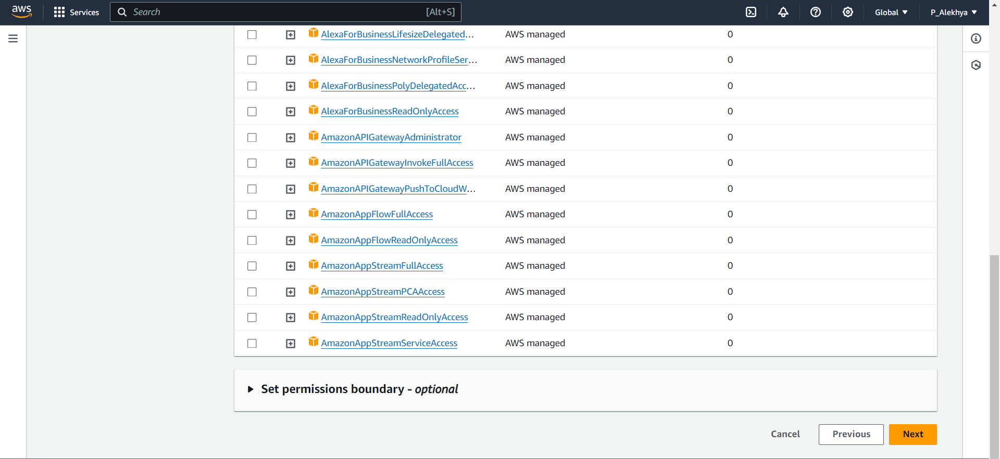 aws Services Search [Alt+S] Global P_Alekhya
AlexaForBusinessLifesizeDelegated... AWS managed 0
AlexaForBusinessNetworkProfileSer... AWS managed 0
AlexaForBusinessPolyDelegatedAcc... AWS managed 0
AlexaForBusinessReadOnlyAccess AWS managed 0
AmazonAPIGatewayAdministrator AWS managed 0
AmazonAPIGatewayInvokeFullAccess AWS managed 0
AmazonAPIGatewayPushToCloudW... AWS managed 0
AmazonAppFlowFullAccess AWS managed 0
AmazonAppFlowReadOnlyAccess AWS managed 0
AmazonAppStreamFullAccess AWS managed 0
AmazonAppStreamPCAAccess AWS managed 0
AmazonAppStreamReadOnlyAccess AWS managed 0
AmazonAppStreamServiceAccess AWS managed 0
Set permissions boundary - optional
Cancel Previous Next